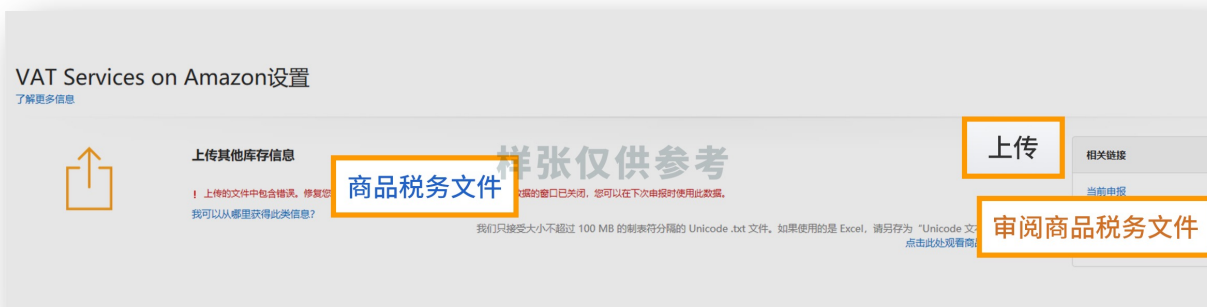 VAT Services on Amazon设置
了解更多信息
样张仅供参考
上传其他库存信息
上传
相关链接
! 上传的文件中包含错误。修复您
商品税务文件
数据的窗口已关闭，您可以在下次申报时使用此数据。
当前申报
我可以从哪里获得此类信息?
我们只接受大小不超过 100 MB 的制表符分隔的 Unicode .txt 文件。如果使用的是 Excel，请另存为“Unicode 文
审阅商品税务文件
点击此处观看商